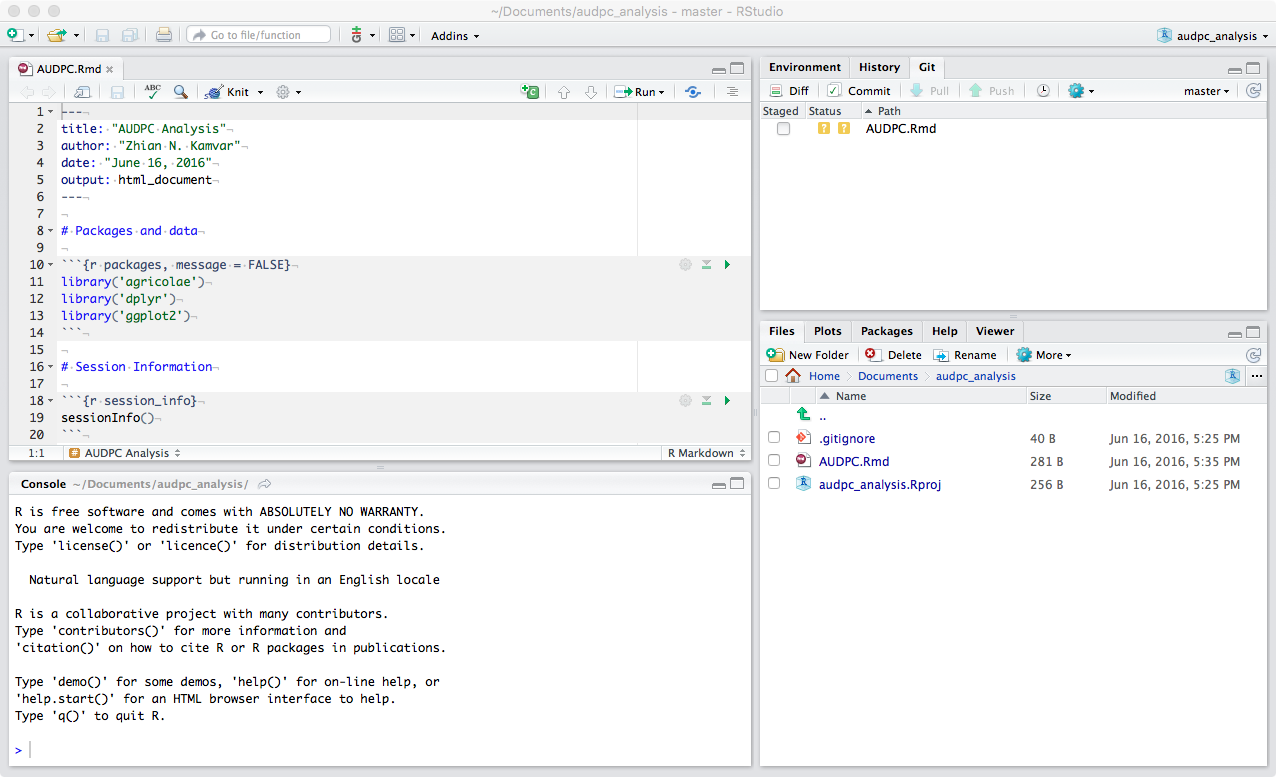 ~/Documents/audpc_analysis - master - RStudio
Go to file/function
Addins
audpc_analysis
AUDPC.Rmd
ABC
Knit
Run
1 ---
2 title: "AUDPC Analysis"
3 author: "Zhian N. Kamvar"
4 date: "June 16, 2016"
5 output: html_document
6 ---
7
8 # Packages and data
9
10 ```{r packages, message = FALSE}
11 library('agricolae')
12 library('dplyr')
13 library('ggplot2')
14 ```
15
16 # Session Information
17
18 ```{r session_info}
19 sessionInfo()
20 ```
1:1 # AUDPC Analysis R Markdown
Console ~/Documents/audpc_analysis/
R is free software and comes with ABSOLUTELY NO WARRANTY.
You are welcome to redistribute it under certain conditions.
Type 'license()' or 'licence()' for distribution details.
Natural language support but running in an English locale
R is a collaborative project with many contributors.
Type 'contributors()' for more information and
'citation()' on how to cite R or R packages in publications.
Type 'demo()' for some demos, 'help()' for on-line help, or
'help.start()' for an HTML browser interface to help.
Type 'q()' to quit R.
>
Environment History Git
Diff Commit Pull Push master
Staged Status Path
? ? AUDPC.Rmd
Files Plots Packages Help Viewer
New Folder Delete Rename More
Home Documents audpc_analysis ...
Name Size Modified
..
.gitignore 40 B Jun 16, 2016, 5:25 PM
AUDPC.Rmd 281 B Jun 16, 2016, 5:35 PM
audpc_analysis.Rproj 256 B Jun 16, 2016, 5:25 PM